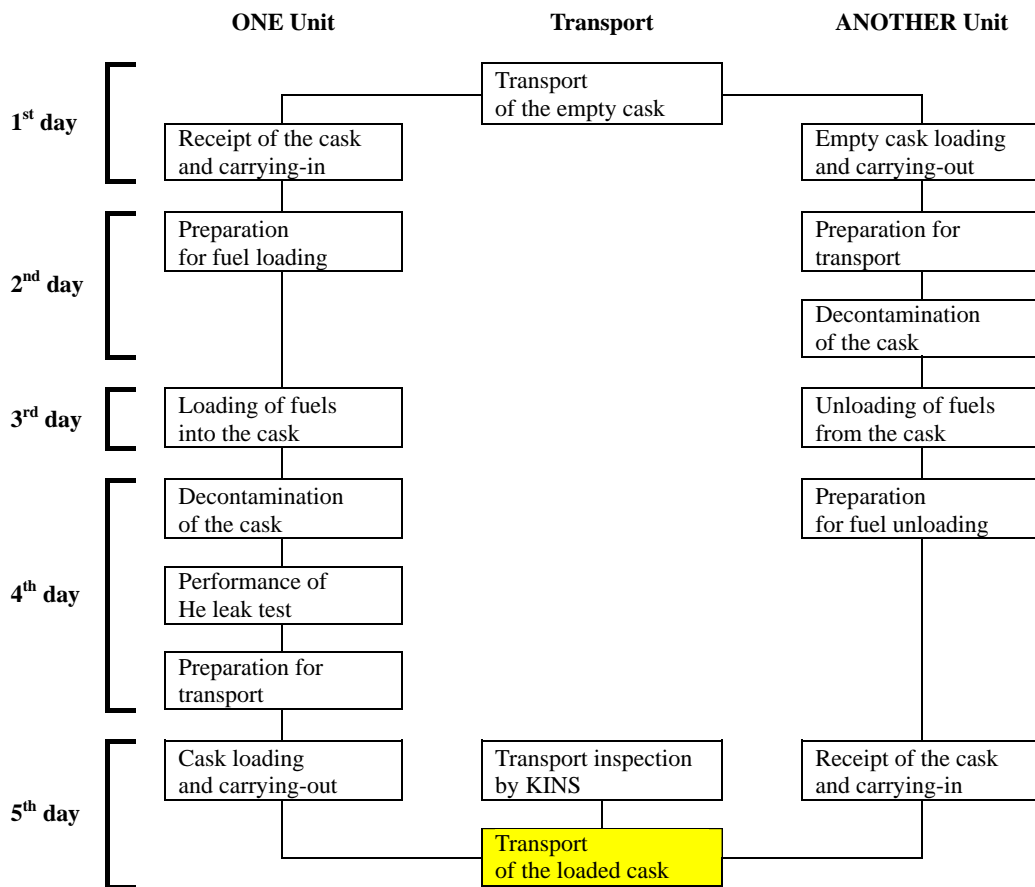 ONE Unit
Transport
ANOTHER Unit
1st day
Transport
of the empty cask
Receipt of the cask
and carrying-in
Empty cask loading
and carrying-out
2nd day
Preparation
for fuel loading
Preparation for
transport
Decontamination
of the cask
3rd day
Loading of fuels
into the cask
Unloading of fuels
from the cask
4th day
Decontamination
of the cask
Preparation
for fuel unloading
Performance of
He leak test
Preparation for
transport
5th day
Cask loading
and carrying-out
Transport inspection
by KINS
Receipt of the cask
and carrying-in
Transport
of the loaded cask